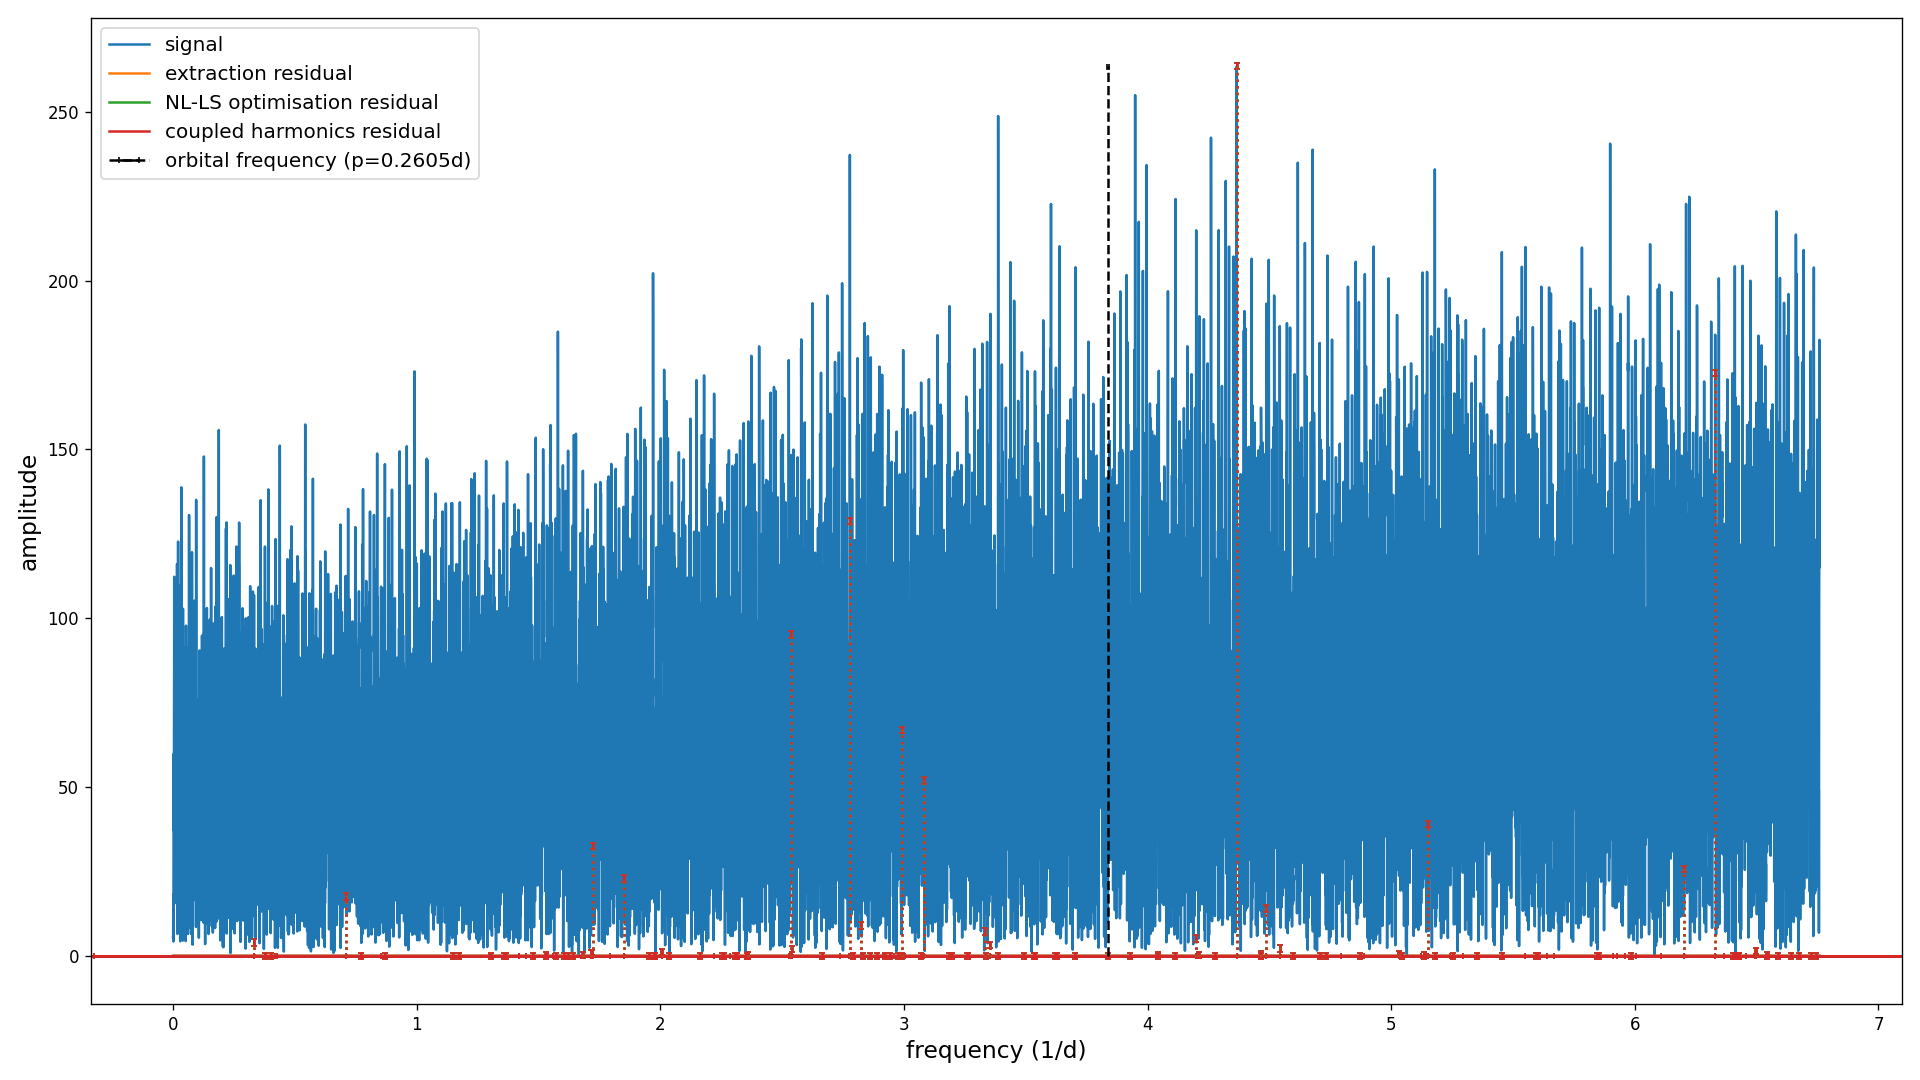 signal
extraction residual
NL-LS optimisation residual
coupled harmonics residual
orbital frequency (p=0.2605d)
amplitude
250
200
150
100
50
0
0 1 2 3 4 5 6 7
frequency (1/d)